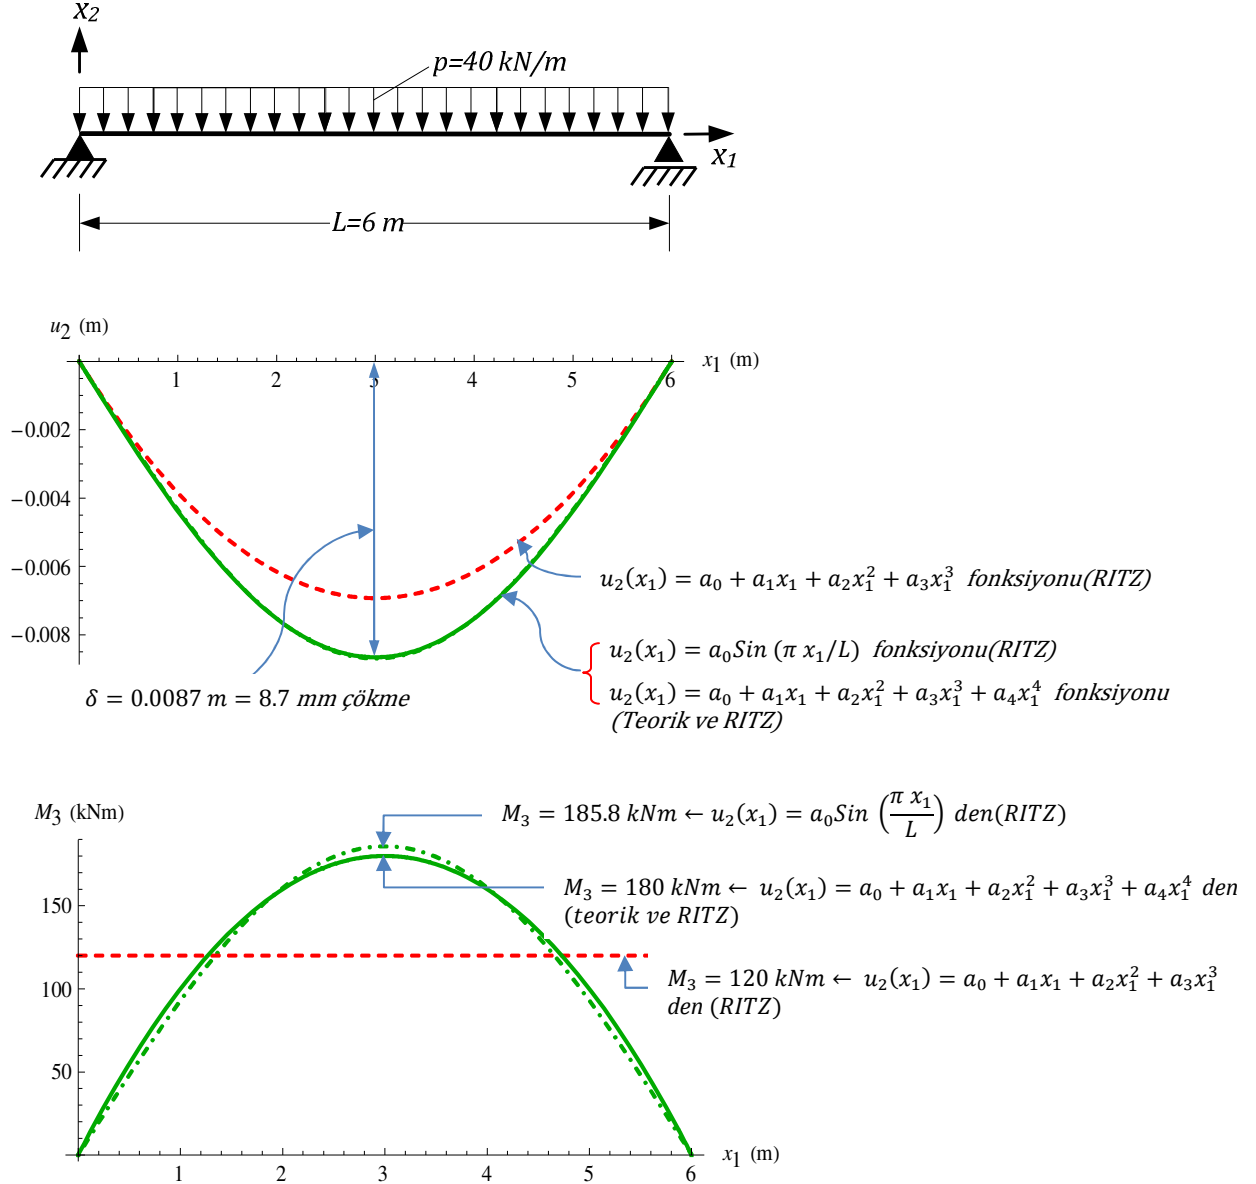 x₂
p=40 kN/m
x₁
L=6 m
u₂ (m)
x₁ (m)
1 2 3 4 5 6
−0.002
−0.004
−0.006
−0.008
u₂(x₁) = a₀ + a₁x₁ + a₂x₁² + a₃x₁³ fonksiyonu(RITZ)
u₂(x₁) = a₀Sin (π x₁/L) fonksiyonu(RITZ)
u₂(x₁) = a₀ + a₁x₁ + a₂x₁² + a₃x₁³ + a₄x₁⁴ fonksiyonu
(Teorik ve RITZ)
δ = 0.0087 m = 8.7 mm çökme
M₃ (kNm)
M₃ = 185.8 kNm ← u₂(x₁) = a₀Sin (π x₁/L) den(RITZ)
M₃ = 180 kNm ← u₂(x₁) = a₀ + a₁x₁ + a₂x₁² + a₃x₁³ + a₄x₁⁴ den
(teorik ve RITZ)
150
M₃ = 120 kNm ← u₂(x₁) = a₀ + a₁x₁ + a₂x₁² + a₃x₁³
den (RITZ)
100
50
x₁ (m)
1 2 3 4 5 6